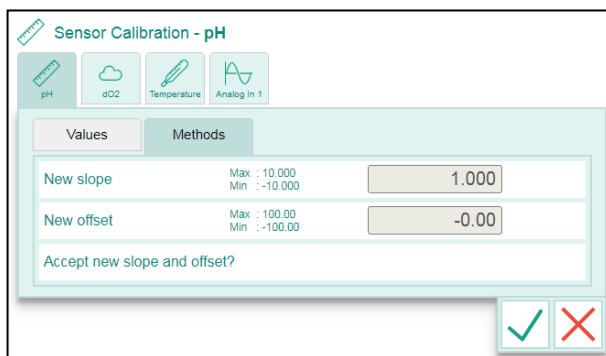 Sensor Calibration - pH
pH dO2 Temperature Analog In 1
Values Methods
New slope Max : 10.000 1.000
Min : -10.000
New offset Max : 100.00 -0.00
Min : -100.00
Accept new slope and offset?